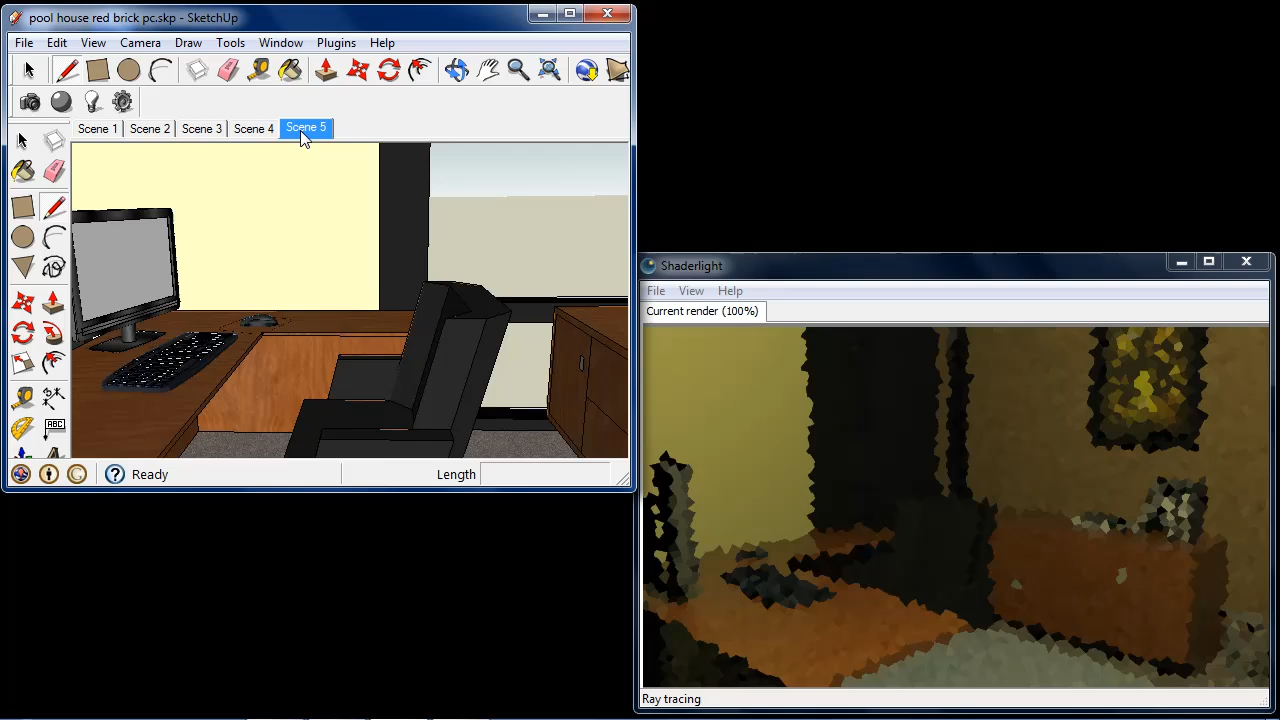 pool house red brick pc.skp - SketchUp
File Edit View Camera Draw Tools Window Plugins Help
Scene 1 Scene 2 Scene 3 Scene 4 Scene 5
ABC
Ready Length
Shaderlight
File View Help
Current render (100%)
Ray tracing